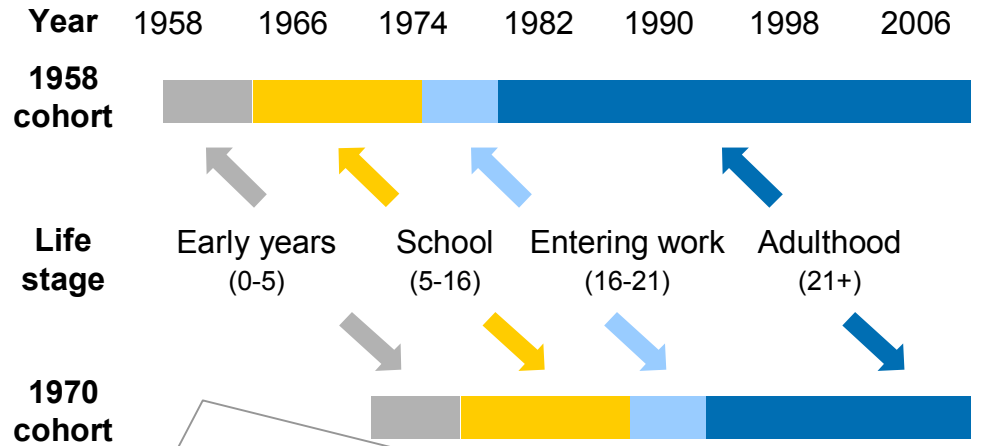 Year 1958 1966 1974 1982 1990 1998 2006
1958
cohort
Life
stage
Early years School Entering work Adulthood
(0-5) (5-16) (16-21) (21+)
1970
cohort